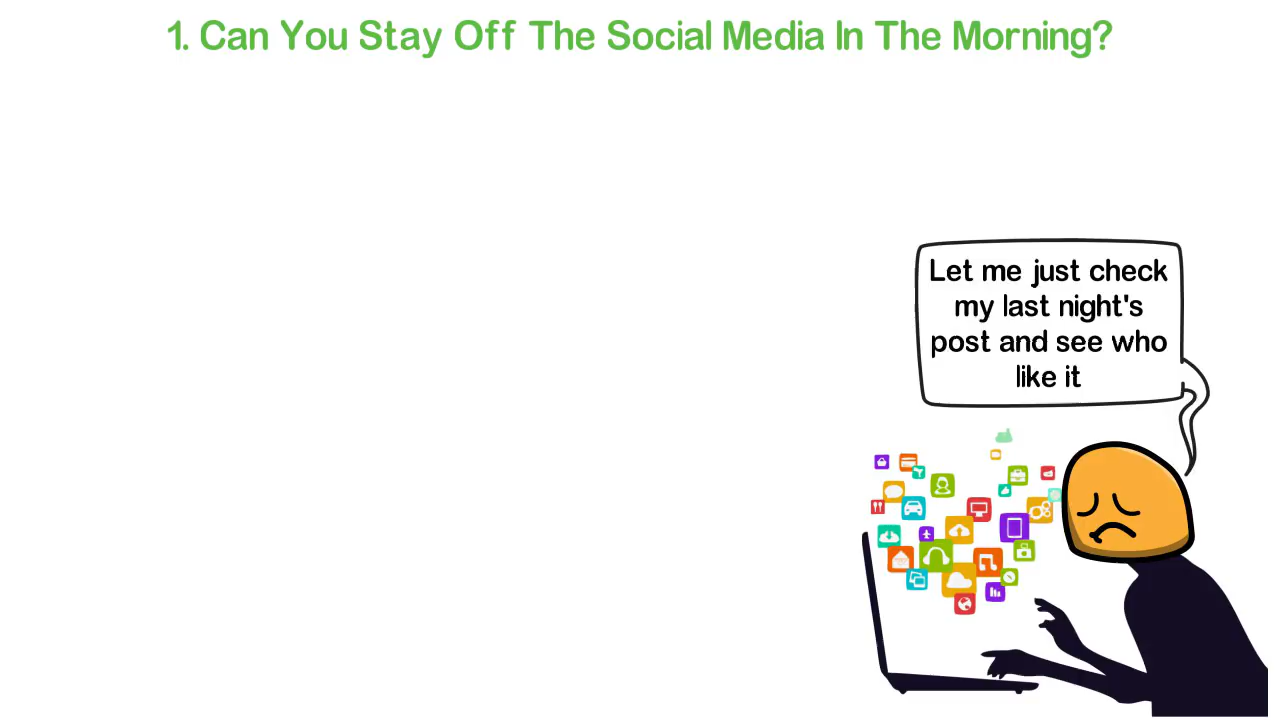 1. Can You Stay Off The Social Media In The Morning?
Let me just check
my last night's
post and see who
like it